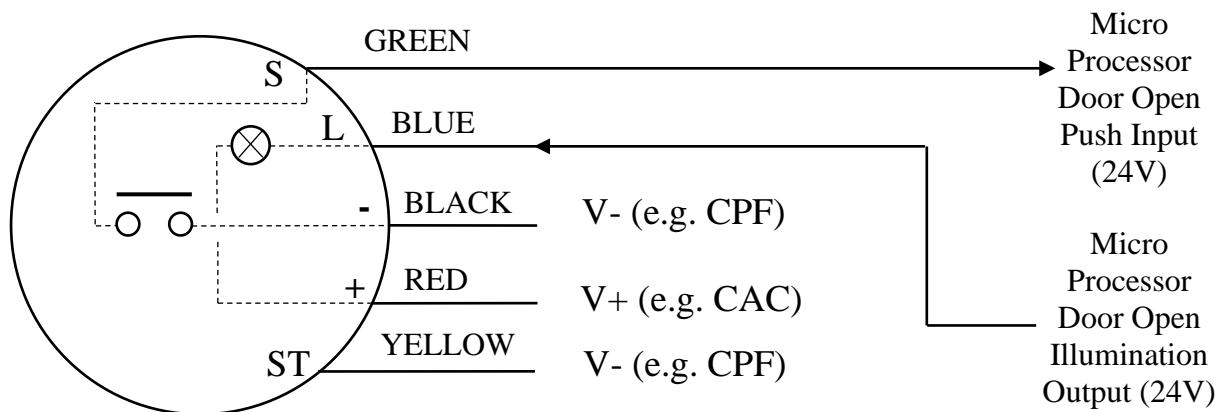 GREEN
S
L
BLUE
-
BLACK
V- (e.g. CPF)
+
RED
V+ (e.g. CAC)
ST
YELLOW
V- (e.g. CPF)
Micro
Processor
Door Open
Push Input
(24V)
Micro
Processor
Door Open
Illumination
Output (24V)